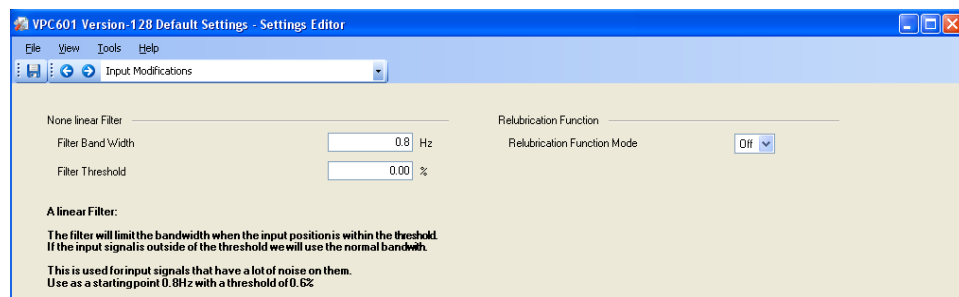 VPC601 Version-128 Default Settings - Settings Editor
File View Tools Help
Input Modifications
None linear Filter
Filter Band Width 0.8 Hz
Filter Threshold 0.00 %
Relubrication Function
Relubrication Function Mode Off
A linear Filter:
The filter will limit the bandwidth when the input position is within the threshold.
If the input signal is outside of the threshold we will use the normal bandwith.
This is used for input signals that have a lot of noise on them.
Use as a starting point 0.8Hz with a threshold of 0.6%